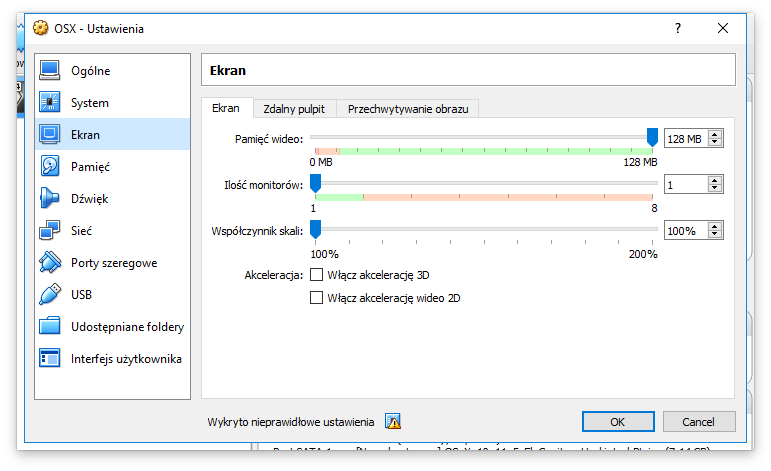 OSX - Ustawienia
?
Ogólne
System
Ekran
Pamięć
Dźwięk
Sieć
Porty szeregowe
USB
Udostępniane foldery
Interfejs użytkownika
Ekran
Ekran Zdalny pulpit Przechwytywanie obrazu
Pamięć wideo: 128 MB
0 MB 128 MB
Ilość monitorów: 1
1 8
Współczynnik skali: 100%
100% 200%
Akceleracja: Włącz akcelerację 3D
Włącz akcelerację wideo 2D
Wykryto nieprawidłowe ustawienia OK Cancel